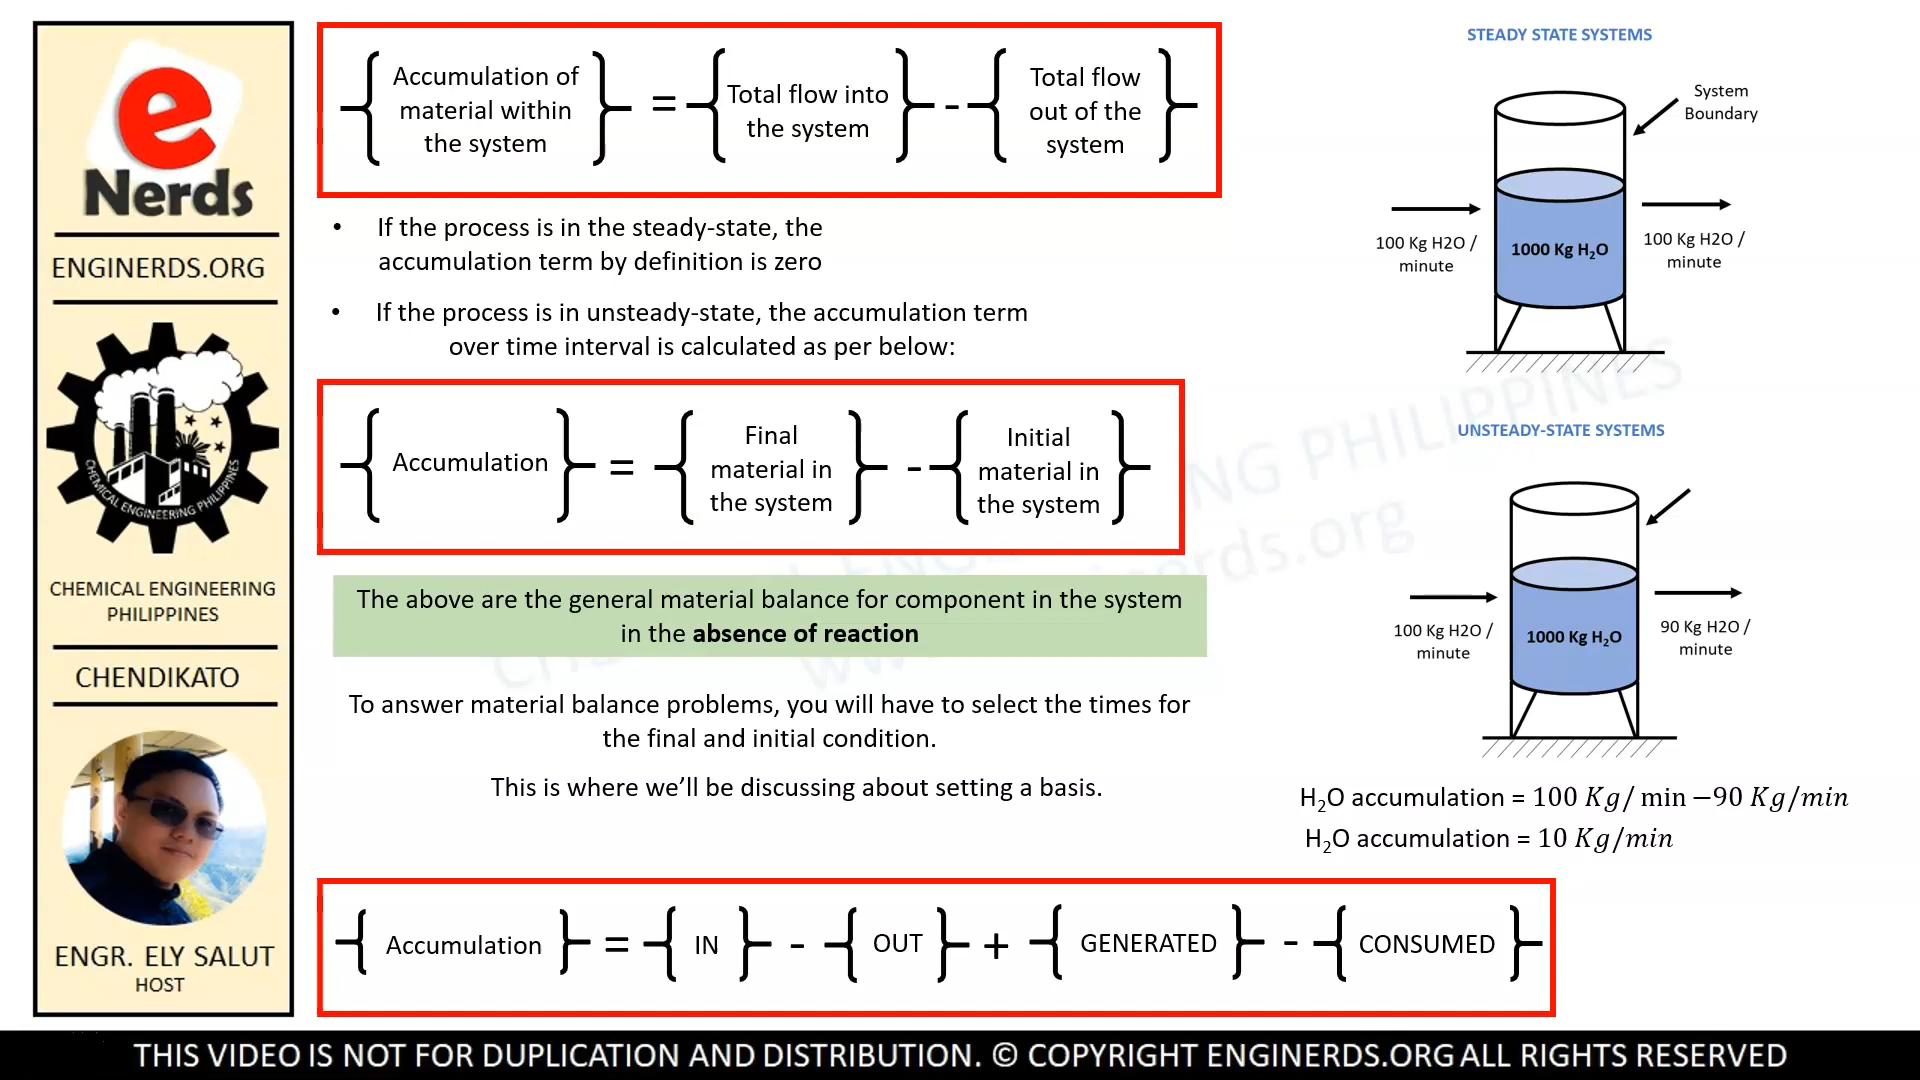 e
Nerds
ENGINERDS.ORG
CHEMICAL ENGINEERING PHILIPPINES
CHEMICAL ENGINEERING
PHILIPPINES
CHENDIKATO
ENGR. ELY SALUT
HOST
Accumulation of
material within
the system
=
Total flow into
the system
-
Total flow
out of the
system
• If the process is in the steady-state, the
accumulation term by definition is zero
• If the process is in unsteady-state, the accumulation term
over time interval is calculated as per below:
Accumulation
=
Final
material in
the system
-
Initial
material in
the system
The above are the general material balance for component in the system
in the absence of reaction
To answer material balance problems, you will have to select the times for
the final and initial condition.
This is where we’ll be discussing about setting a basis.
Accumulation = IN - OUT + GENERATED - CONSUMED
STEADY STATE SYSTEMS
System
Boundary
100 Kg H2O /
minute
1000 Kg H₂O
100 Kg H2O /
minute
UNSTEADY-STATE SYSTEMS
100 Kg H2O /
minute
1000 Kg H₂O
90 Kg H2O /
minute
H₂O accumulation = 100 Kg/ min −90 Kg/min
H₂O accumulation = 10 Kg/min
THIS VIDEO IS NOT FOR DUPLICATION AND DISTRIBUTION. © COPYRIGHT ENGINERDS.ORG ALL RIGHTS RESERVED